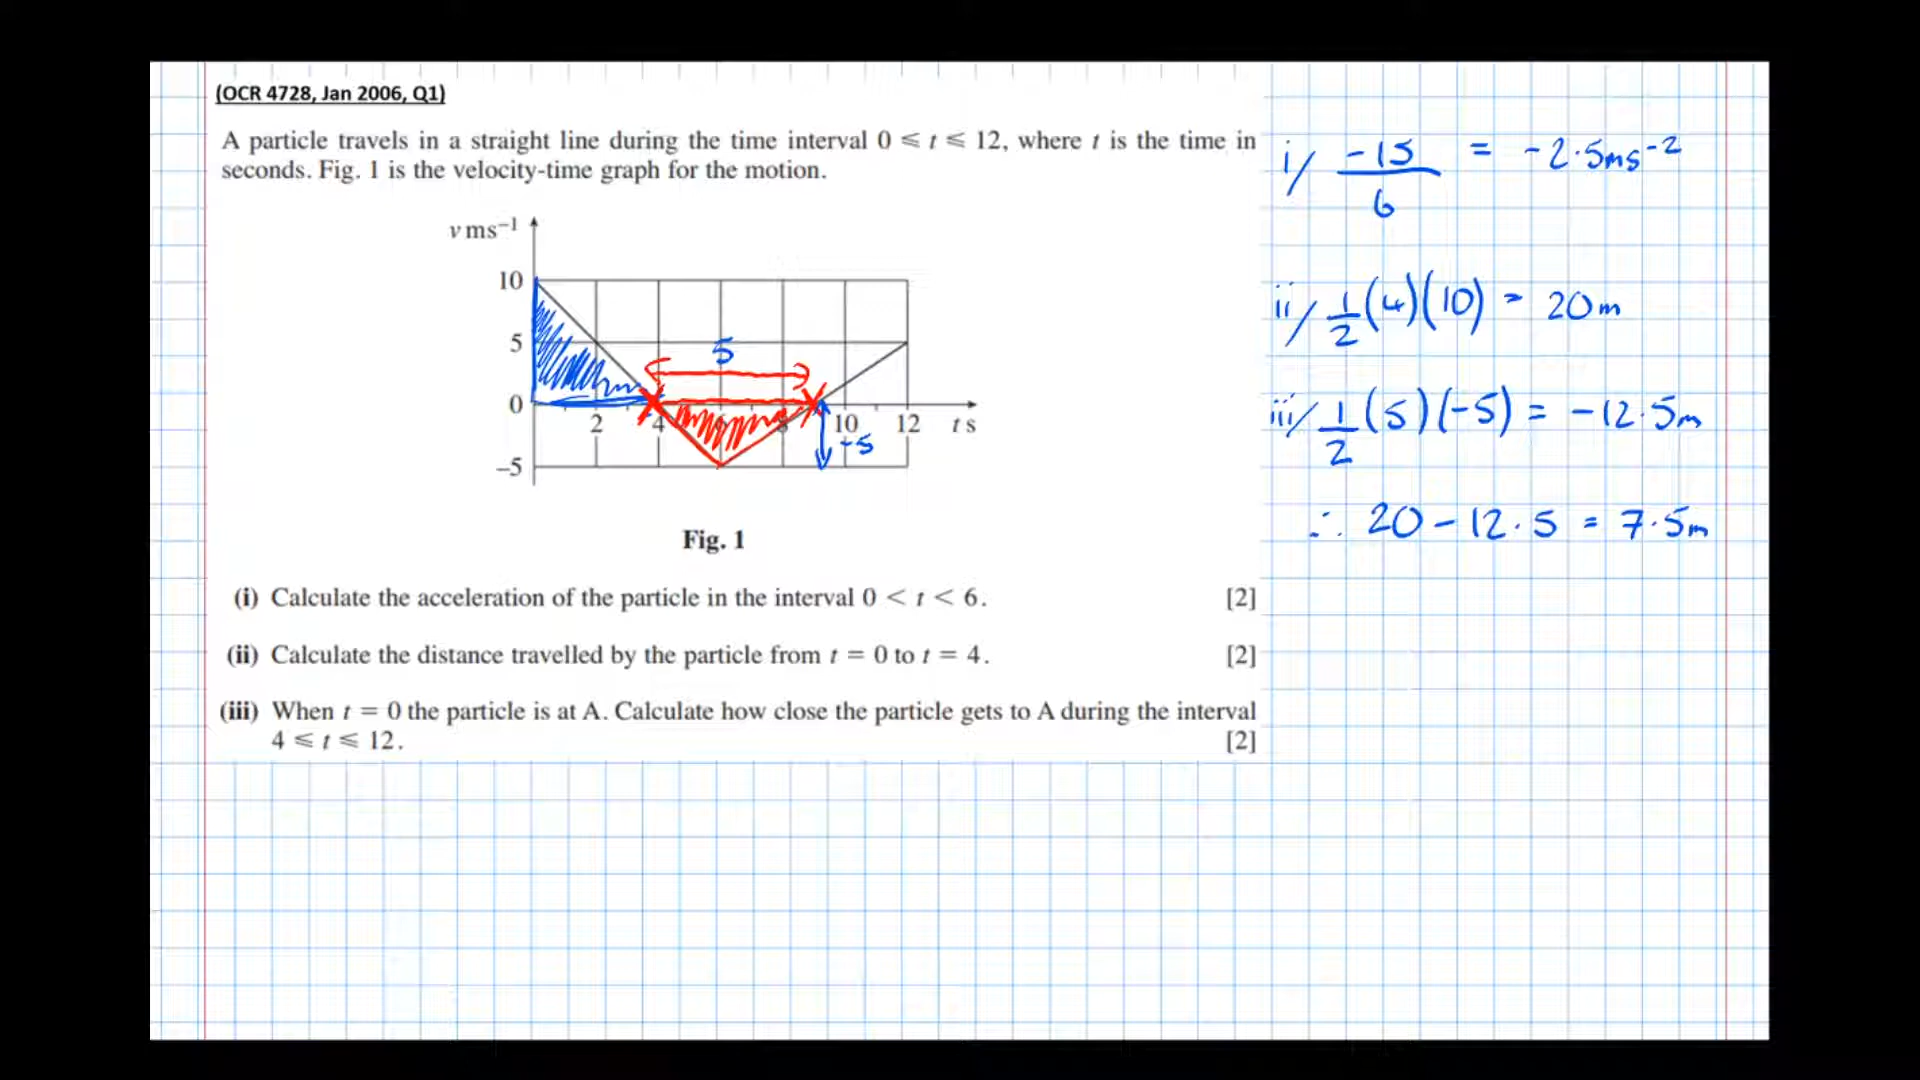 (OCR 4728, Jan 2006, Q1)
A particle travels in a straight line during the time interval 0 ⩽ t ⩽ 12, where t is the time in
seconds. Fig. 1 is the velocity-time graph for the motion.
v ms⁻¹
10
5
5
0
2
4
6
8
10
12
t s
-5
–5
Fig. 1
(i) Calculate the acceleration of the particle in the interval 0 < t < 6. [2]
(ii) Calculate the distance travelled by the particle from t = 0 to t = 4. [2]
(iii) When t = 0 the particle is at A. Calculate how close the particle gets to A during the interval
4 ⩽ t ⩽ 12. [2]
i/ -15/6 = -2.5ms⁻²
ii/ 1/2 (4)(10) = 20m
iii/ 1/2 (5)(-5) = -12.5m
∴ 20 - 12.5 = 7.5m